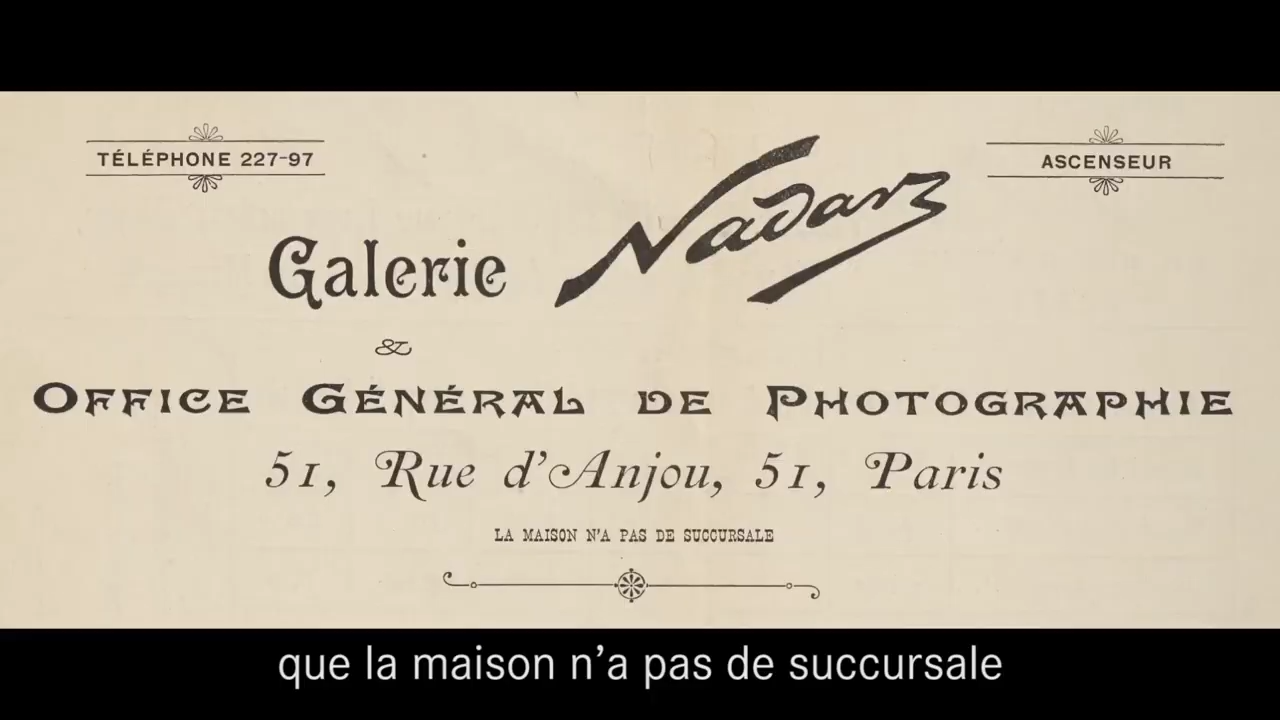 TÉLÉPHONE 227-97
ASCENSEUR
Galerie Nadar
&
OFFICE GÉNÉRAL DE PHOTOGRAPHIE
51, Rue d'Anjou, 51, Paris
LA MAISON N'A PAS DE SUCCURSALE
que la maison n’a pas de succursale